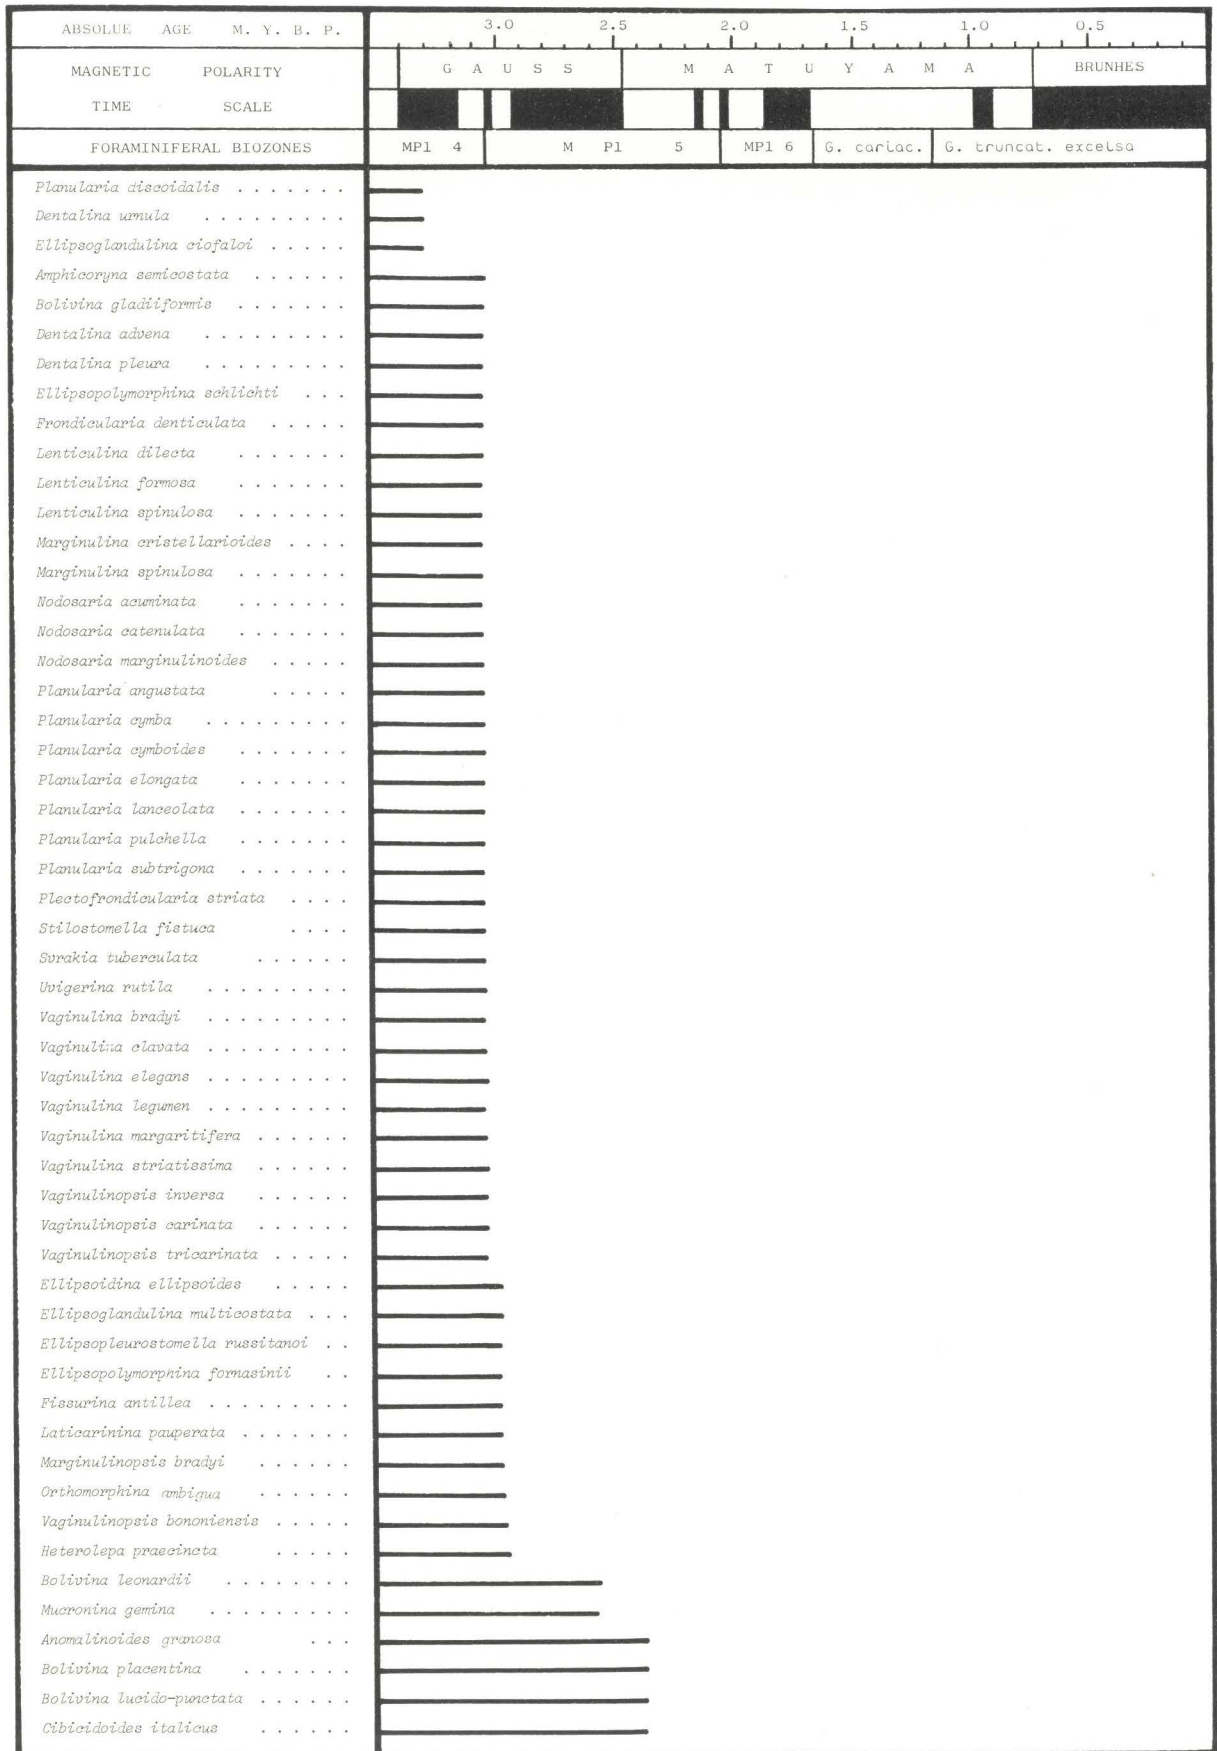 ABSOLUE AGE M. Y. B. P. 3.0 2.5 2.0 1.5 1.0 0.5
MAGNETIC POLARITY G A U S S M A T U Y A M A BRUNHES
TIME SCALE
FORAMINIFERAL BIOZONES MPl 4 M Pl 5 MPl 6 G. cariac. G. truncat. excelsa
Planularia discoidalis . . . . . . .
Dentalina urnula . . . . . . . . .
Ellipsoglandulina ciofaloi . . . . .
Amphicoryna semicostata . . . . . .
Bolivina gladiiformis . . . . . . .
Dentalina advena . . . . . . . . .
Dentalina pleura . . . . . . . . .
Ellipsopolymorphina schlichti . . .
Frondicularia denticulata . . . . .
Lenticulina dilecta . . . . . . .
Lenticulina formosa . . . . . . .
Lenticulina spinulosa . . . . . . .
Marginulina cristellarioides . . . .
Marginulina spinulosa . . . . . . .
Nodosaria acuminata . . . . . . .
Nodosaria catenulata . . . . . . .
Nodosaria marginulinoides . . . . .
Planularia angustata . . . . .
Planularia cymba . . . . . . . . .
Planularia cymboides . . . . . . .
Planularia elongata . . . . . . .
Planularia lanceolata . . . . . . .
Planularia pulchella . . . . . . .
Planularia subtrigona . . . . . . .
Plectofrondicularia striata . . . .
Stilostomella fistuca . . . .
Svrakia tuberculata . . . . . .
Uvigerina rutila . . . . . . . . .
Vaginulina bradyi . . . . . . . . .
Vaginulina clavata . . . . . . . . .
Vaginulina elegans . . . . . . . . .
Vaginulina legumen . . . . . . . . .
Vaginulina margaritifera . . . . . .
Vaginulina striatissima . . . . . .
Vaginulinopsis inversa . . . . . .
Vaginulinopsis carinata . . . . . .
Vaginulinopsis tricarinata . . . . .
Ellipsoidina ellipsoides . . . . .
Ellipsoglandulina multicostata . . .
Ellipsopleurostomella russitanoi . .
Ellipsopolymorphina fornasinii . .
Fissurina antillea . . . . . . . . .
Laticarinina pauperata . . . . . . .
Marginulinopsis bradyi . . . . . .
Orthomorphina ambigua . . . . . .
Vaginulinopsis bononiensis . . . . .
Heterolepa praecincta . . . . .
Bolivina leonardii . . . . . . . .
Mucronina gemina . . . . . . . . .
Anomalinoides granosa . . .
Bolivina placentina . . . . . . .
Bolivina lucido-punctata . . . . . .
Cibicidoides italicus . . . . . .